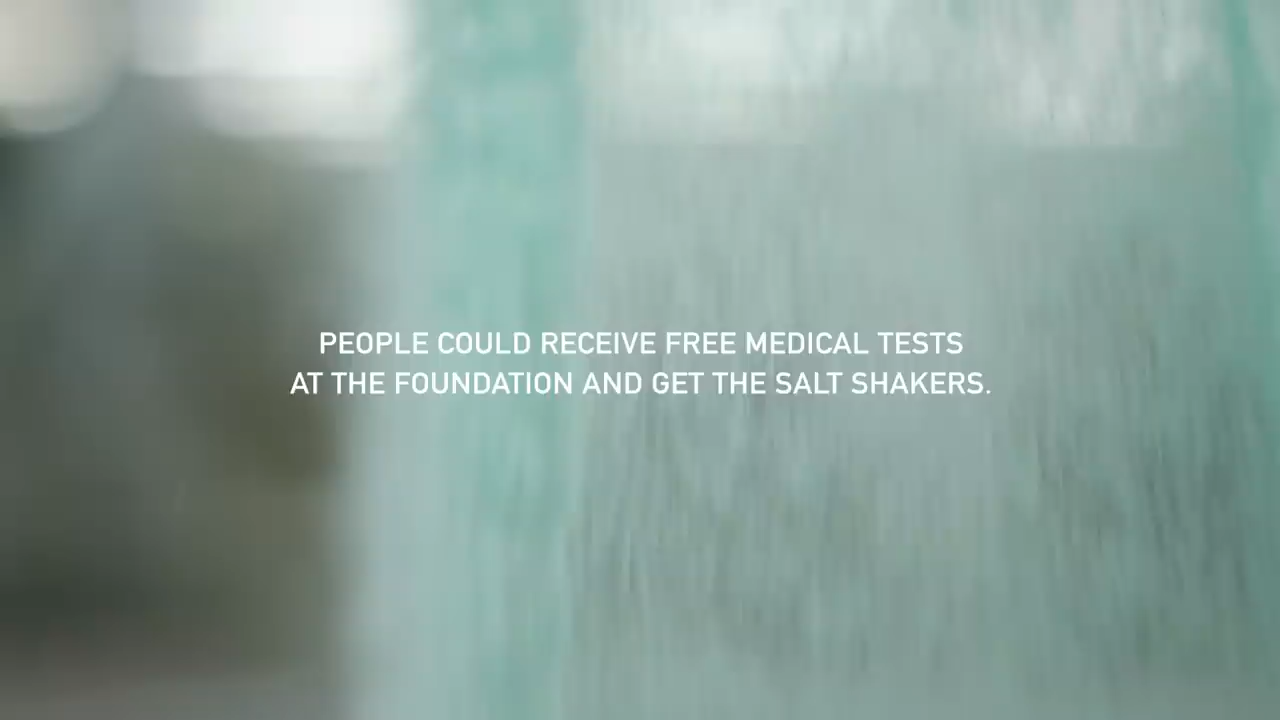 PEOPLE COULD RECEIVE FREE MEDICAL TESTS
AT THE FOUNDATION AND GET THE SALT SHAKERS.